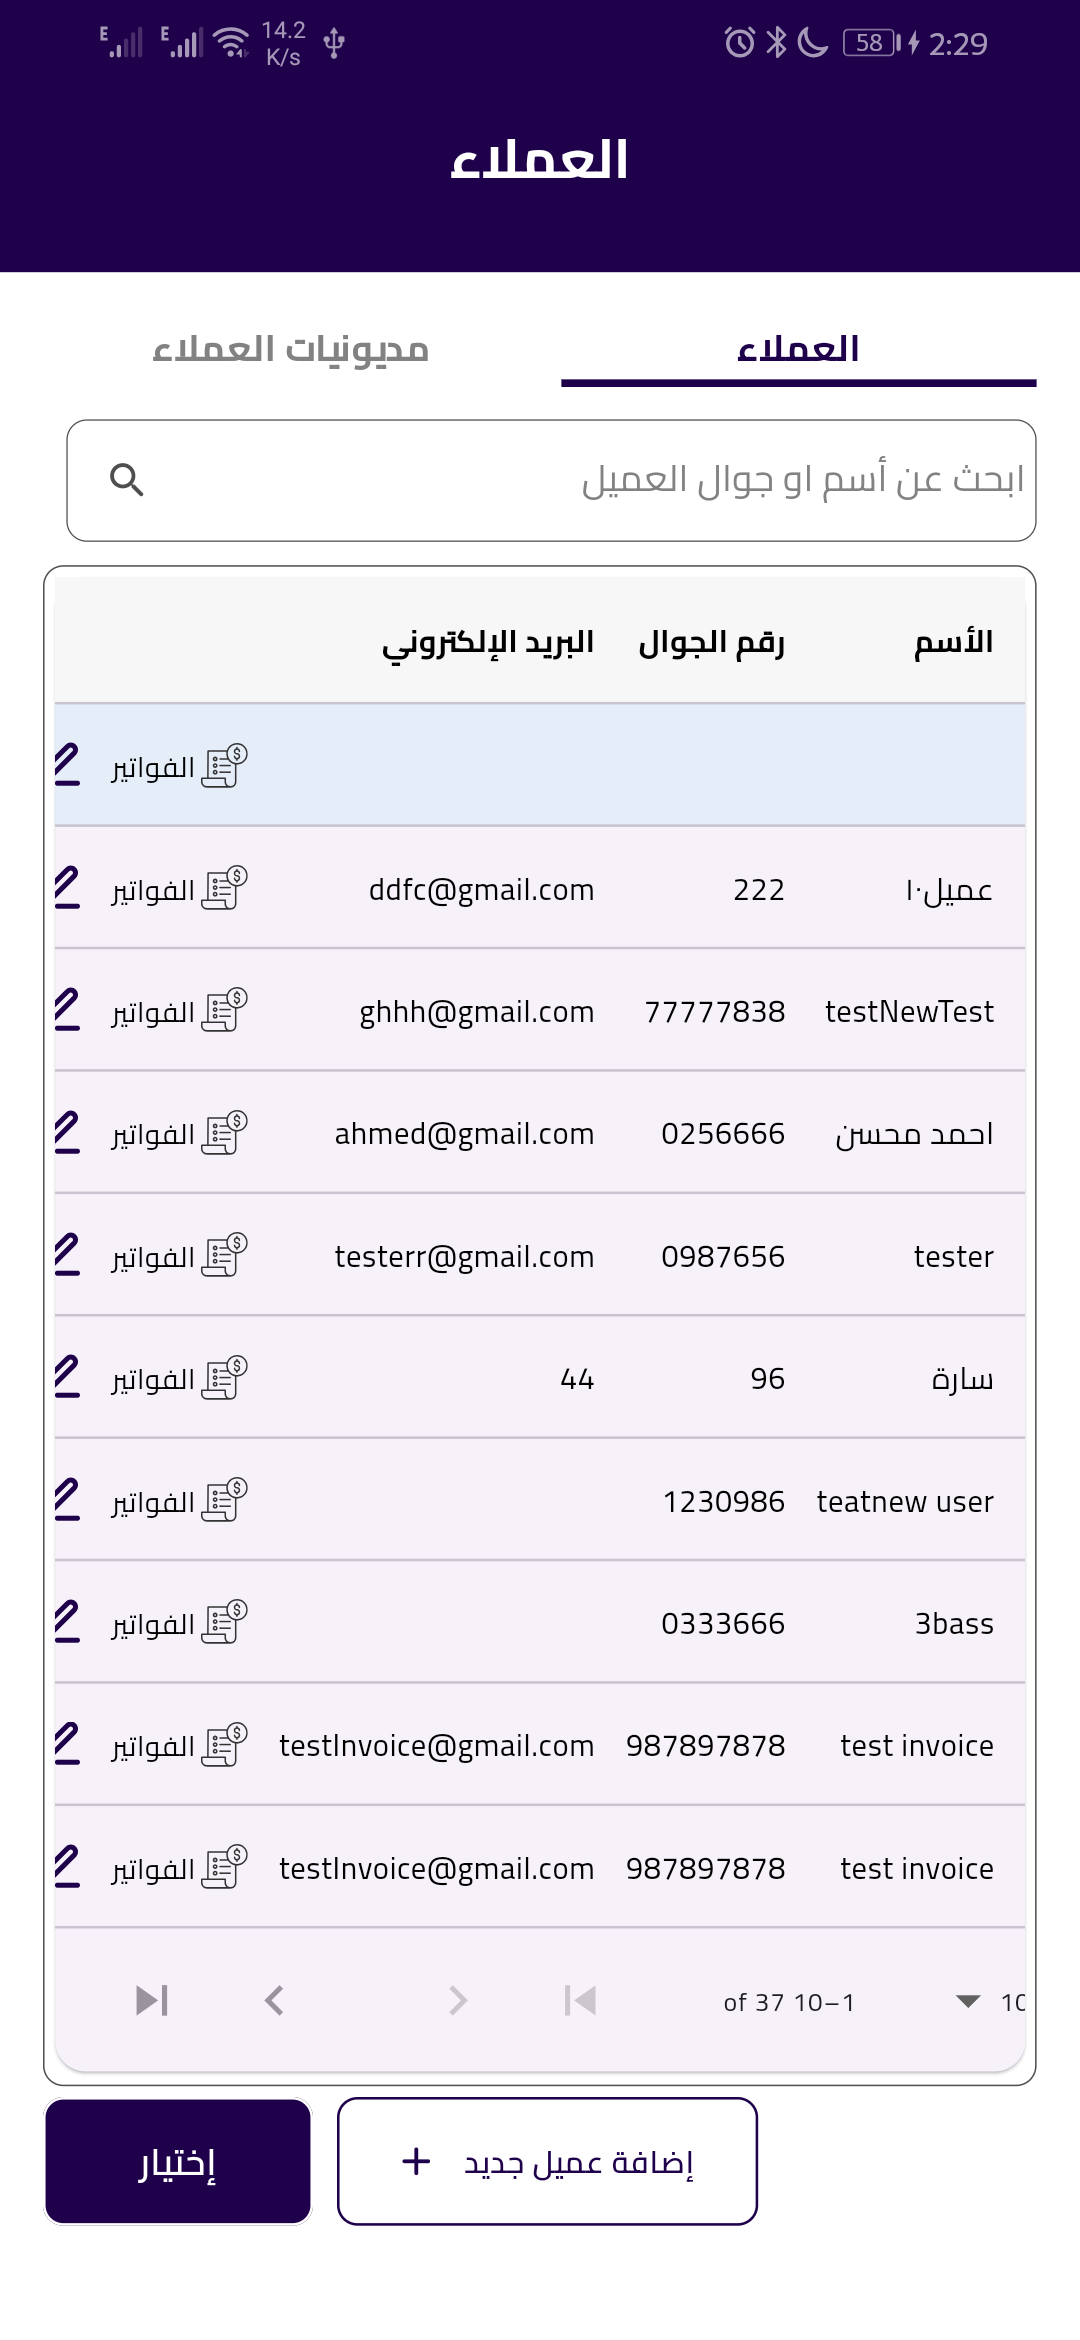 E E 14.2 K/s 58 2:29
العملاء
العملاء مديونيات العملاء
ابحث عن أسم او جوال العميل
الأسم رقم الجوال البريد الإلكتروني
الفواتير
عميل١٠ 222 ddfc@gmail.com الفواتير
testNewTest 77777838 ghhh@gmail.com الفواتير
احمد محسن 0256666 ahmed@gmail.com الفواتير
tester 0987656 testerr@gmail.com الفواتير
سارة 96 44 الفواتير
teatnew user 1230986 الفواتير
3bass 0333666 الفواتير
test invoice 987897878 testInvoice@gmail.com الفواتير
test invoice 987897878 testInvoice@gmail.com الفواتير
10 1–10 of 37
إضافة عميل جديد +
إختيار